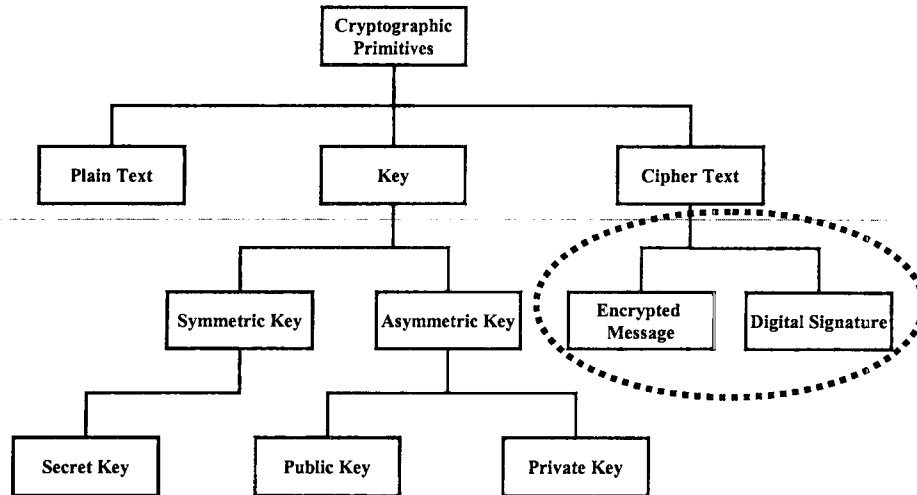 Cryptographic
Primitives
Plain Text
Key
Cipher Text
Symmetric Key
Asymmetric Key
Encrypted
Message
Digital Signature
Secret Key
Public Key
Private Key